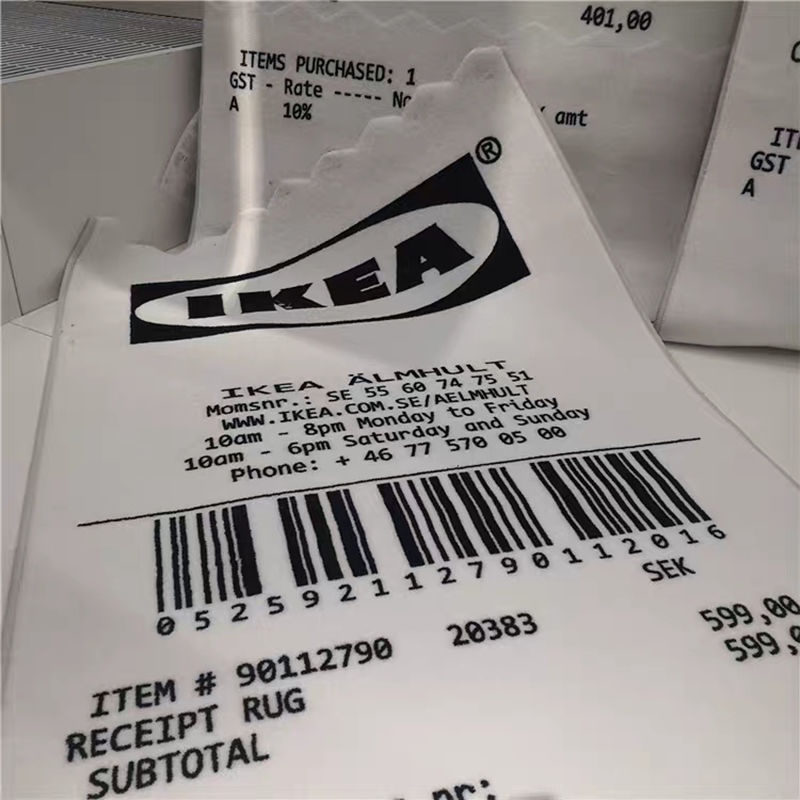 401,00
ITEMS PURCHASED: 1
GST - Rate ----- No
amt
A 10%
GST
A
®
IKEA
IKEA ÄLMHULT
Momsnr.: SE 55 60 74 75 51
WWW.IKEA.COM.SE/AELMHULT
10am - 8pm Monday to Friday
10am - 6pm Saturday and Sunday
Phone: + 46 77 570 05 00
052592112790112016
SEK
ITEM # 90112790 20383 599,00
RECEIPT RUG 599,0
SUBTOTAL